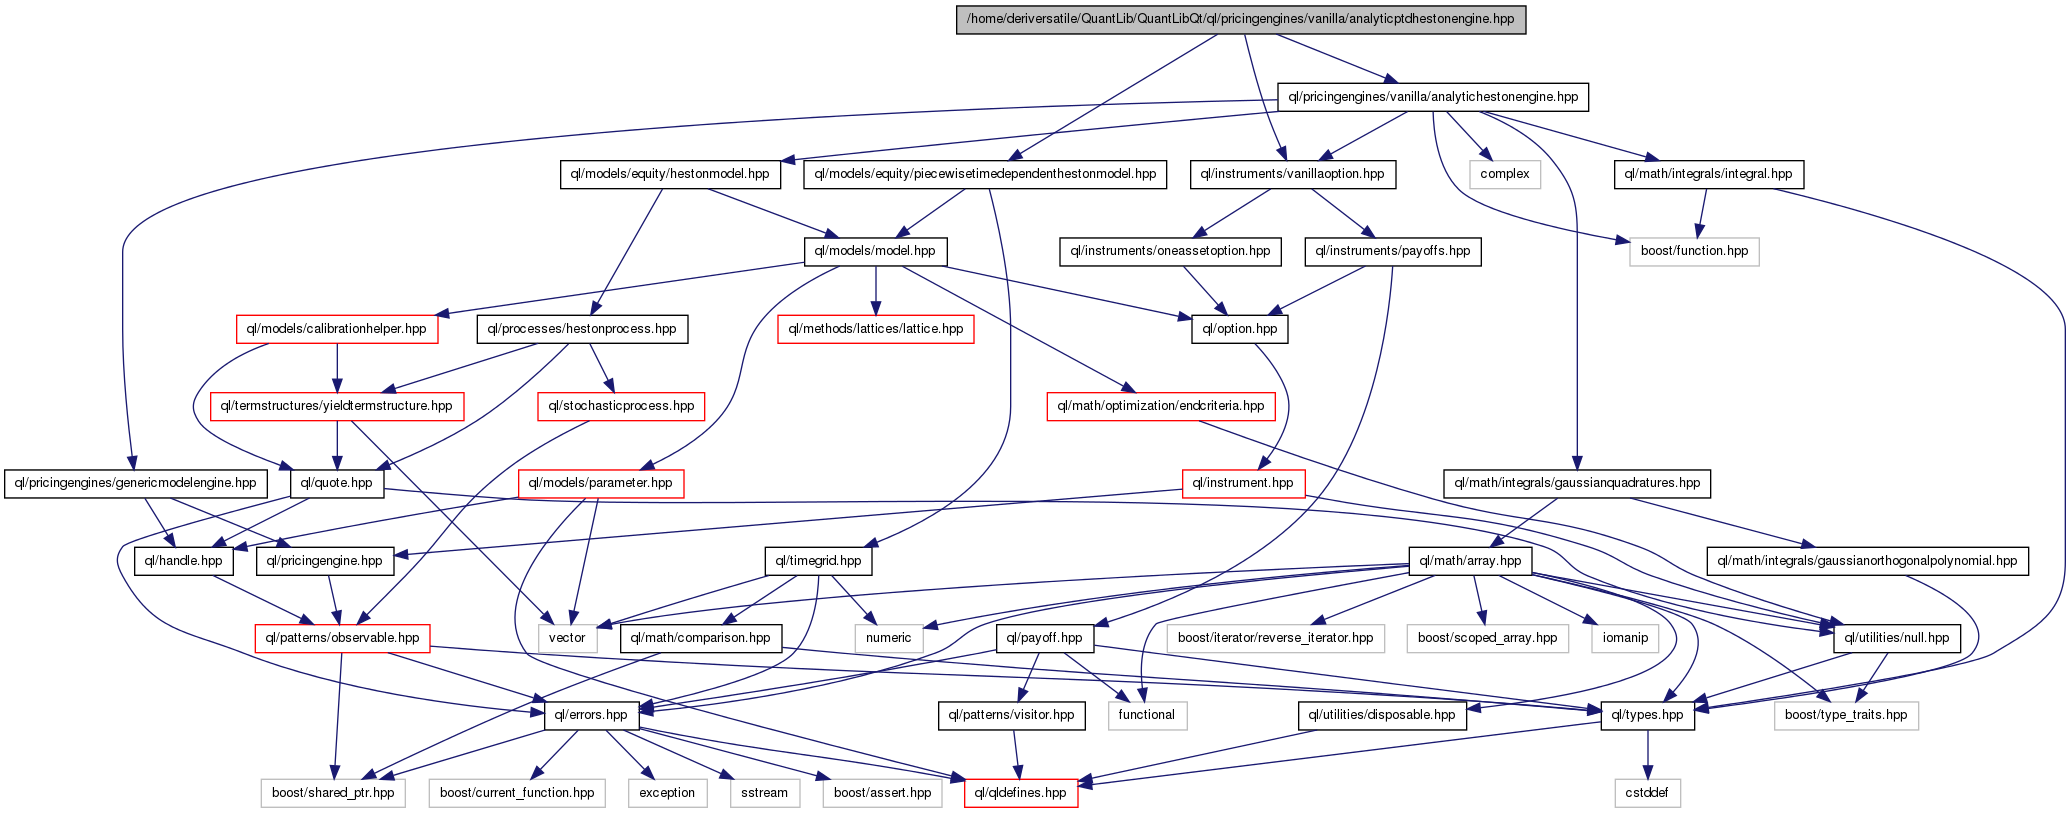 /home/deriversatile/QuantLib/QuantLibQt/ql/pricingengines/vanilla/analyticptdhestonengine.hpp
ql/pricingengines/vanilla/analytichestonengine.hpp
ql/models/equity/hestonmodel.hpp
ql/models/equity/piecewisetimedependenthestonmodel.hpp
ql/instruments/vanillaoption.hpp
complex
ql/math/integrals/integral.hpp
ql/models/model.hpp
ql/instruments/oneassetoption.hpp
ql/instruments/payoffs.hpp
boost/function.hpp
ql/models/calibrationhelper.hpp
ql/processes/hestonprocess.hpp
ql/methods/lattices/lattice.hpp
ql/option.hpp
ql/termstructures/yieldtermstructure.hpp
ql/stochasticprocess.hpp
ql/math/optimization/endcriteria.hpp
ql/pricingengines/genericmodelengine.hpp
ql/quote.hpp
ql/models/parameter.hpp
ql/instrument.hpp
ql/math/integrals/gaussianquadratures.hpp
ql/handle.hpp
ql/pricingengine.hpp
ql/timegrid.hpp
ql/math/array.hpp
ql/math/integrals/gaussianorthogonalpolynomial.hpp
ql/patterns/observable.hpp
vector
ql/math/comparison.hpp
numeric
ql/payoff.hpp
boost/iterator/reverse_iterator.hpp
boost/scoped_array.hpp
iomanip
ql/utilities/null.hpp
ql/errors.hpp
ql/patterns/visitor.hpp
functional
ql/utilities/disposable.hpp
ql/types.hpp
boost/type_traits.hpp
boost/shared_ptr.hpp
boost/current_function.hpp
exception
sstream
boost/assert.hpp
ql/qldefines.hpp
cstddef